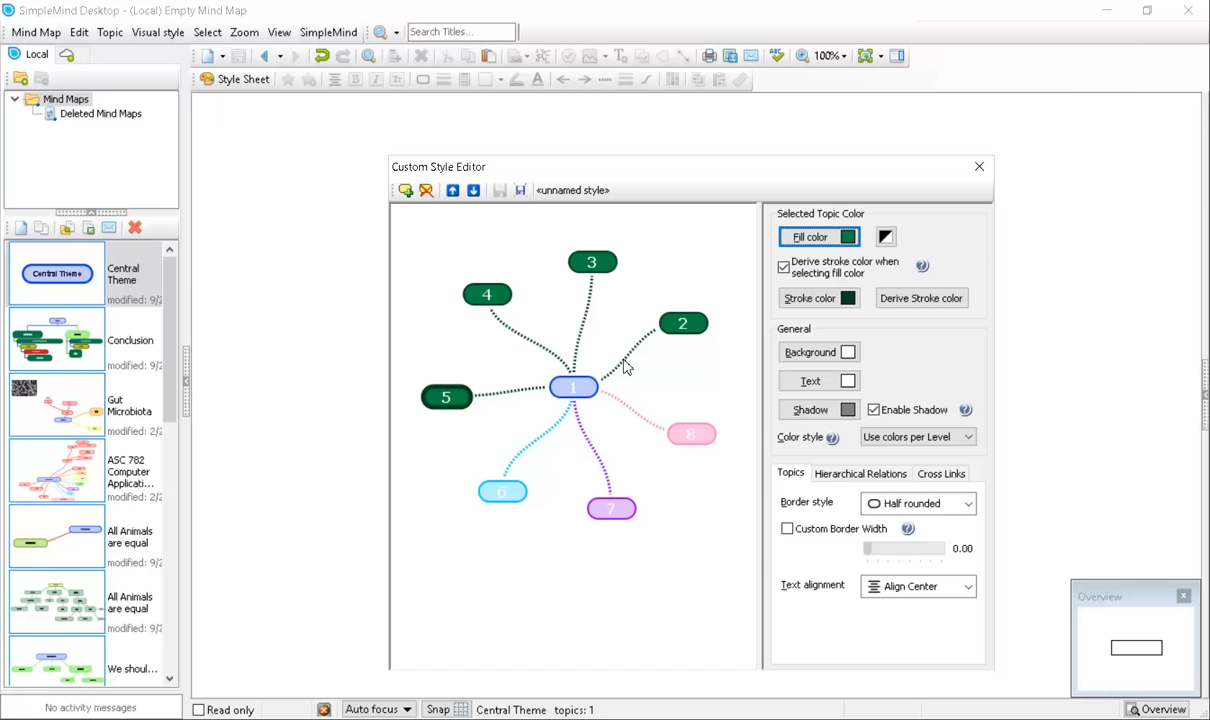 SimpleMind Desktop - (Local) Empty Mind Map
Mind Map Edit Topic Visual style Select Zoom View SimpleMind Search Titles...
Local
100%
Style Sheet
Mind Maps
Deleted Mind Maps
Central Theme
Central
Theme
modified: 9/2
Conclusion
modified: 9/2
Gut
Microbiota
modified: 2/2
ASC 782
Computer
Applicati...
modified: 2/2
All Animals
are equal
modified: 9/2
All Animals
are equal
modified: 9/2
We shoul...
No activity messages
Custom Style Editor
«unnamed style»
3
4
2
1
5
8
6
7
Selected Topic Color
Fill color
Derive stroke color when
selecting fill color
Stroke color Derive Stroke color
General
Background
Text
Shadow Enable Shadow
Color style Use colors per Level
Topics Hierarchical Relations Cross Links
Border style Half rounded
Custom Border Width
0.00
Text alignment Align Center
Overview
Read only Auto focus Snap Central Theme topics: 1 Overview